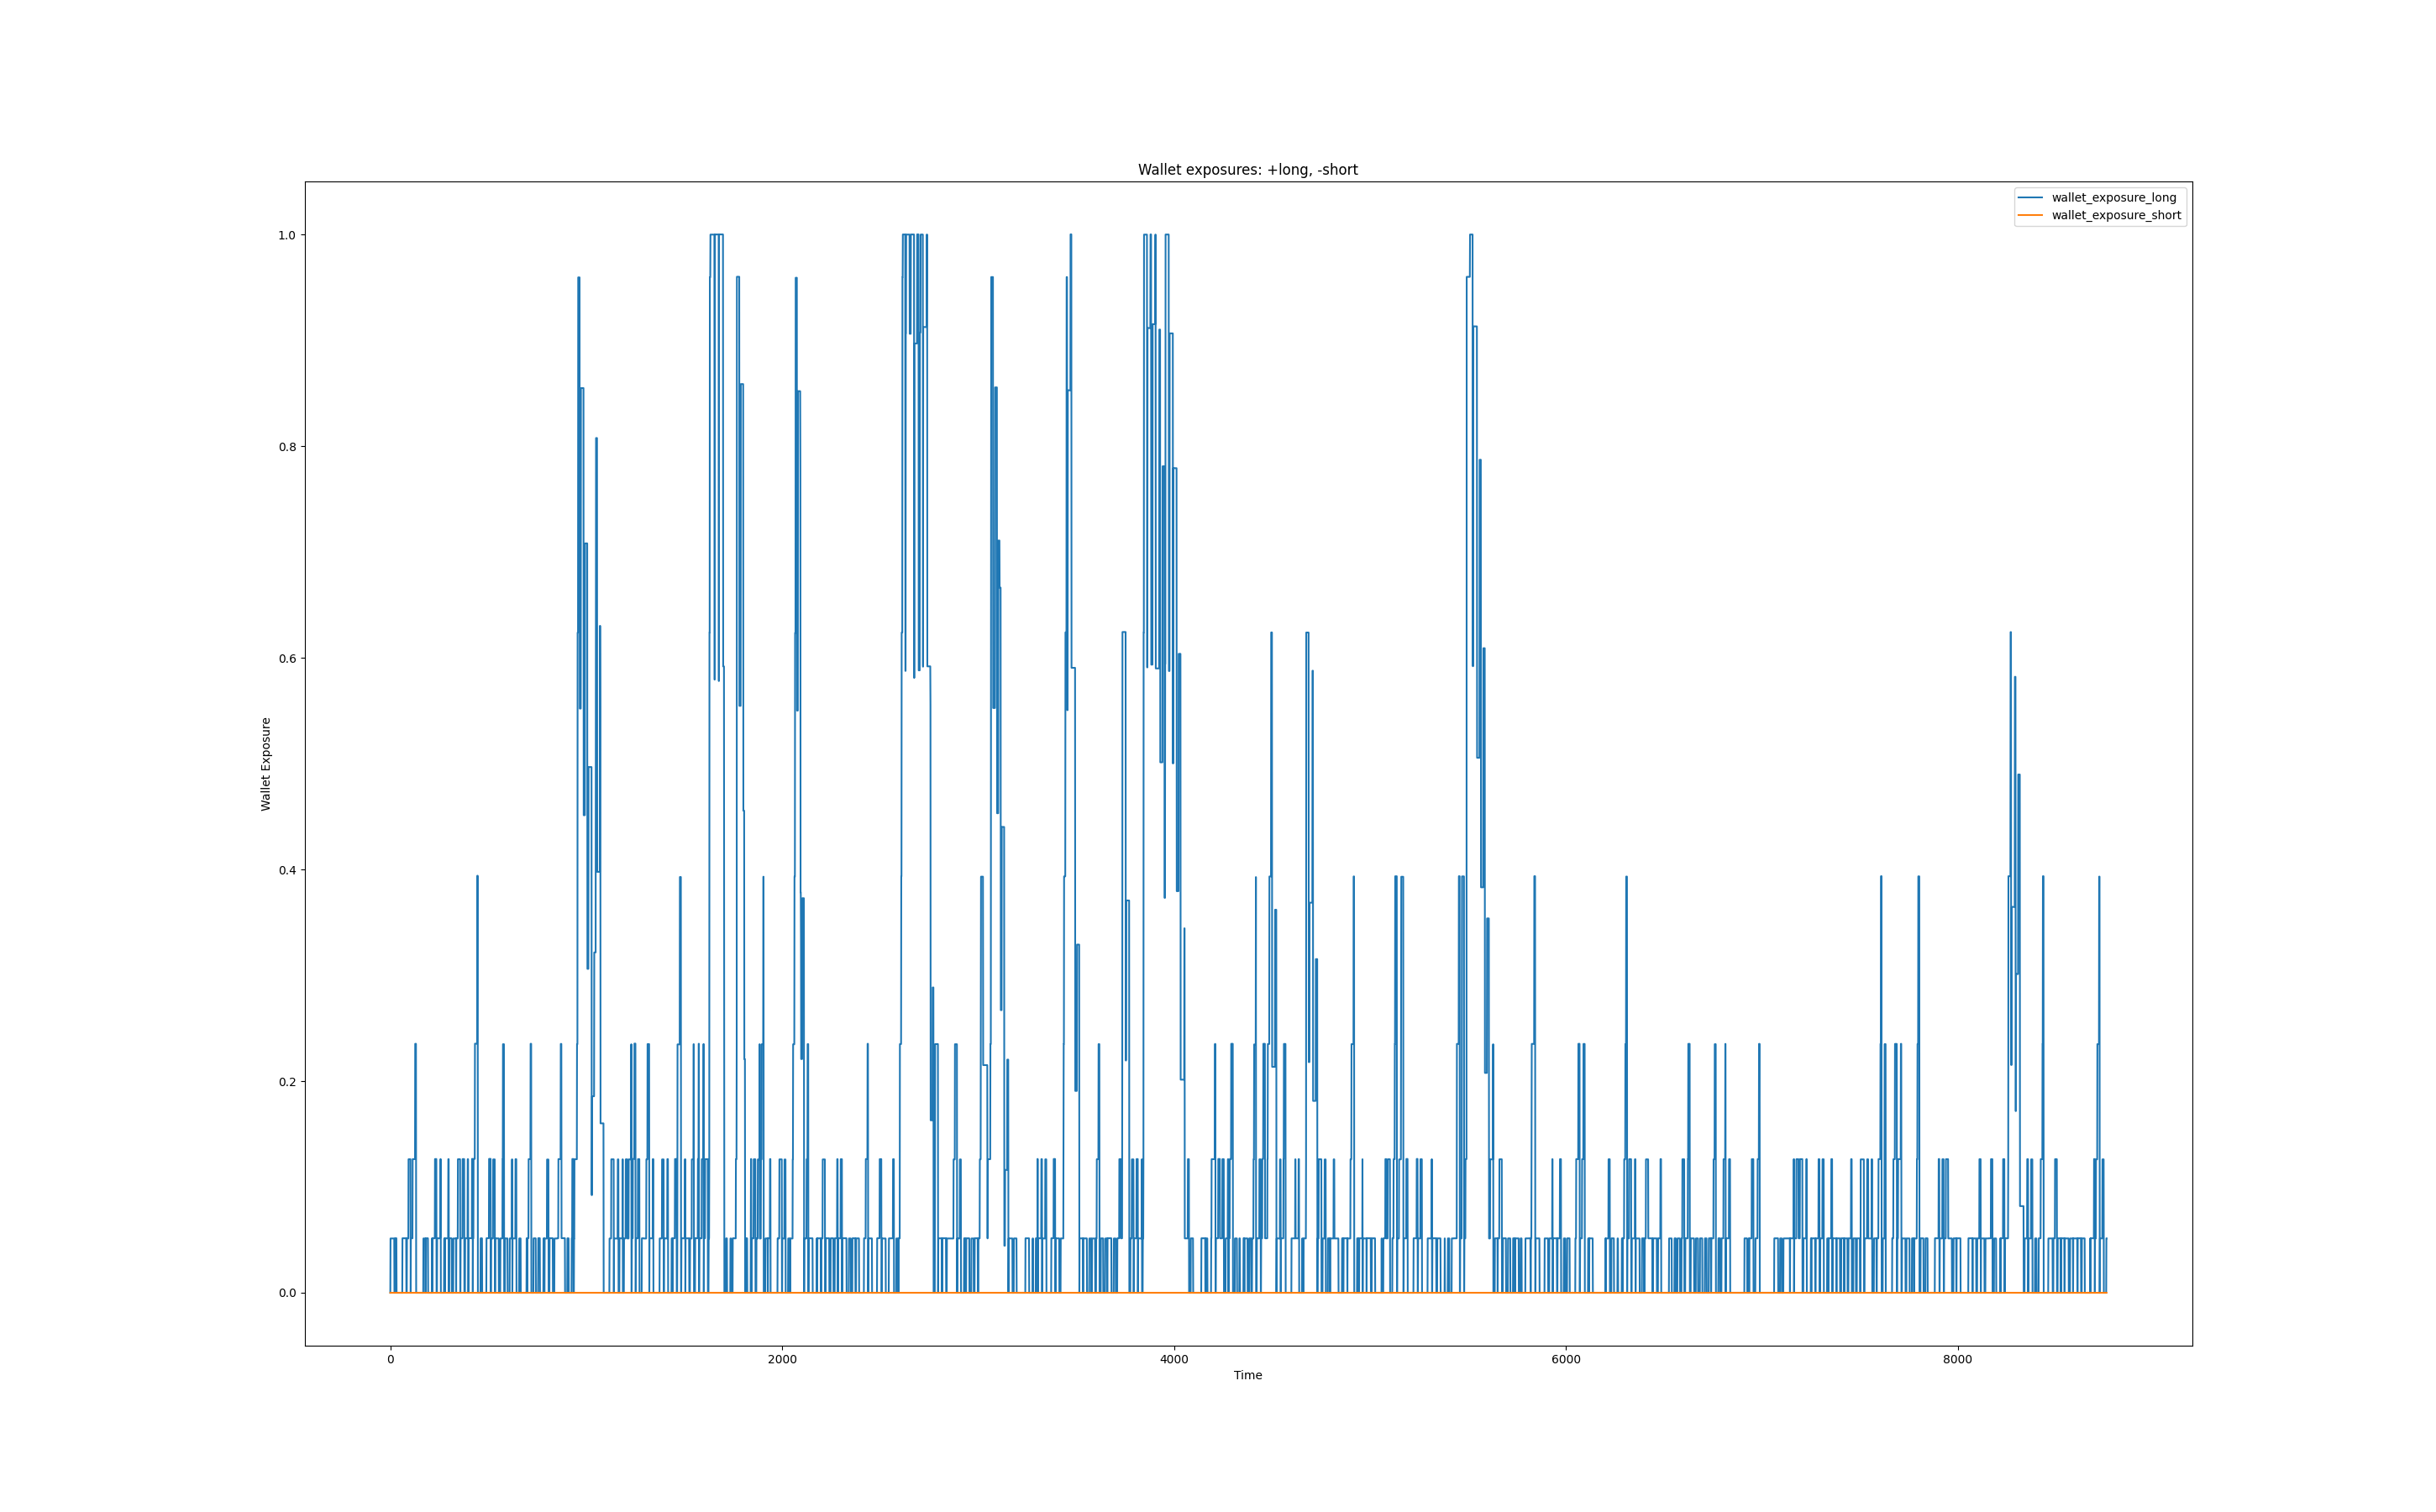 Wallet exposures: +long, -short
wallet_exposure_long
wallet_exposure_short
1.0
0.8
0.6
0.4
0.2
0.0
Wallet Exposure
0 2000 4000 6000 8000
Time